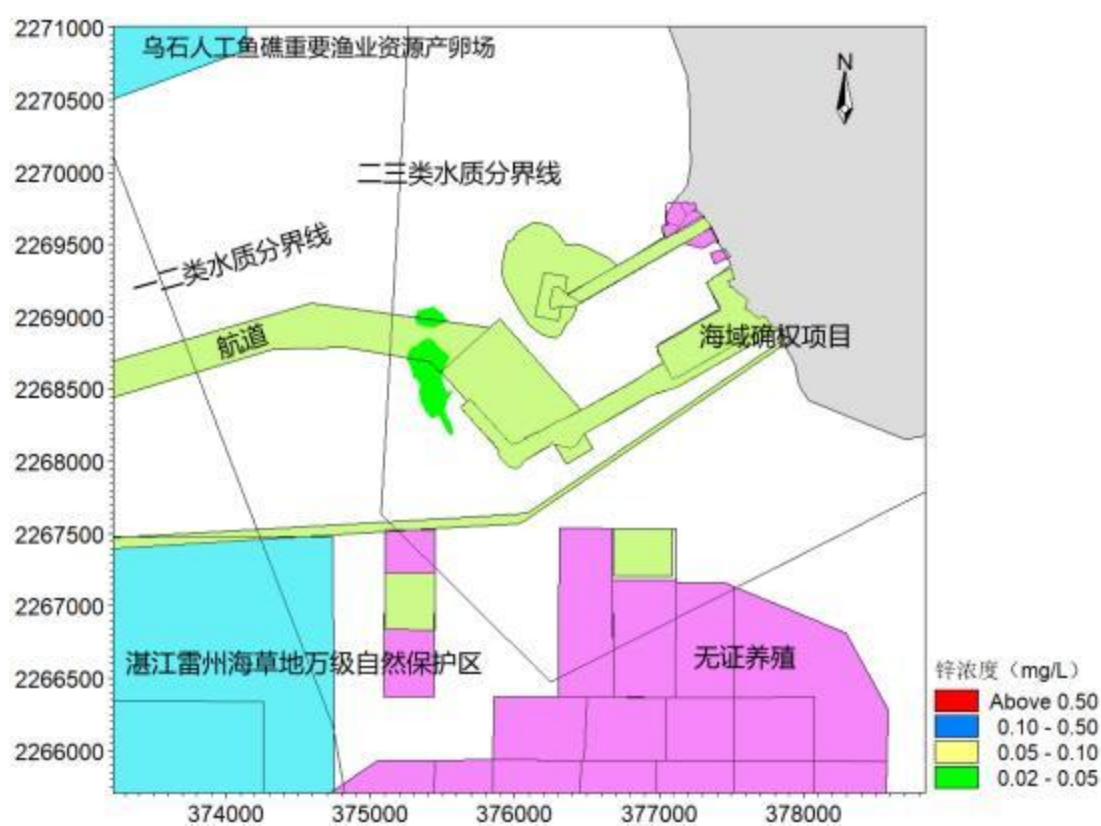 2271000
2270500
2270000
2269500
2269000
2268500
2268000
2267500
2267000
2266500
2266000
乌石人工鱼礁重要渔业资源产卵场
N
二三类水质分界线
一二类水质分界线
航道
海域确权项目
湛江雷州海草地万级自然保护区
无证养殖
锌浓度（mg/L）
Above 0.50
0.10 - 0.50
0.05 - 0.10
0.02 - 0.05
374000
375000
376000
377000
378000